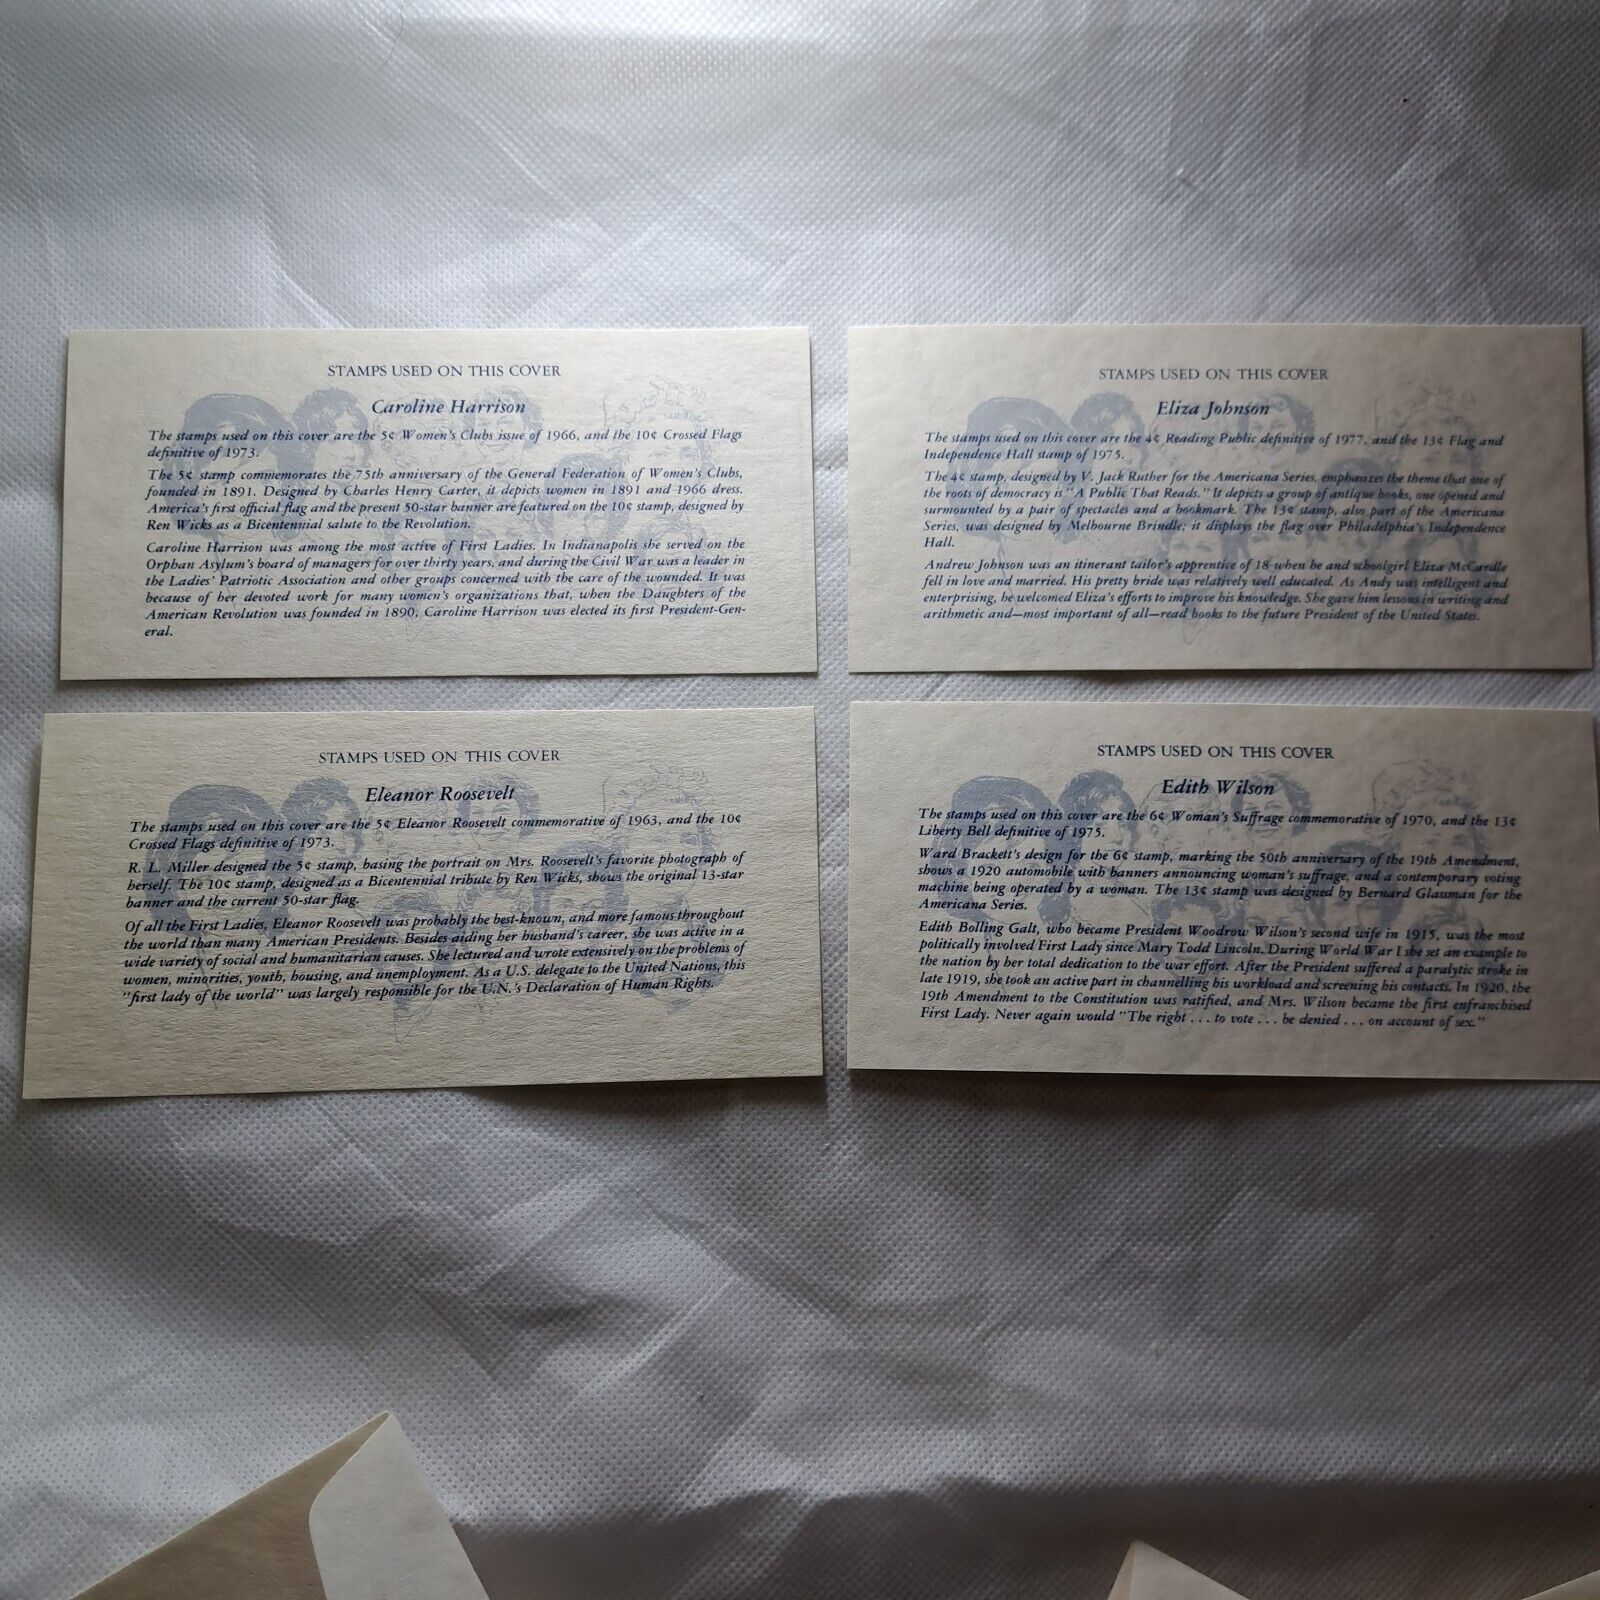 STAMPS USED ON THIS COVER
Caroline Harrison
The stamps used on this cover are the 5¢ Women's Clubs issue of 1966, and the 10¢ Crossed Flags
definitive of 1973.
The 5¢ stamp commemorates the 75th anniversary of the General Federation of Women's Clubs,
founded in 1891. Designed by Charles Henry Carter, it depicts women in 1891 and 1966 dress.
America's first official flag and the present 50-star banner are featured on the 10¢ stamp, designed by
Ren Wicks as a Bicentennial salute to the Revolution.
Caroline Harrison was among the most active of First Ladies. In Indianapolis she served on the
Orphan Asylum's board of managers for over thirty years, and during the Civil War was a leader in
the Ladies' Patriotic Association and other groups concerned with the care of the wounded. It was
because of her devoted work for many women's organizations that, when the Daughters of the
American Revolution was founded in 1890, Caroline Harrison was elected its first President-Gen-
eral.
STAMPS USED ON THIS COVER
Eliza Johnson
The stamps used on this cover are the 4¢ Reading Public definitive of 1977, and the 13¢ Flag and
Independence Hall stamp of 1975.
The 4¢ stamp, designed by V. Jack Ruther for the Americana Series, emphasizes the theme that one of
the roots of democracy is "A Public That Reads." It depicts a group of antique books, one opened and
surmounted by a pair of spectacles and a bookmark. The 13¢ stamp, also part of the Americana
Series, was designed by Melbourne Brindle; it displays the flag over Philadelphia's Independence
Hall.
Andrew Johnson was an itinerant tailor's apprentice of 18 when he and schoolgirl Eliza McCardle
fell in love and married. His pretty bride was relatively well educated. As Andy was intelligent and
enterprising, he welcomed Eliza's efforts to improve his knowledge. She gave him lessons in writing and
arithmetic and—most important of all—read books to the future President of the United States.
STAMPS USED ON THIS COVER
Eleanor Roosevelt
The stamps used on this cover are the 5¢ Eleanor Roosevelt commemorative of 1963, and the 10¢
Crossed Flags definitive of 1973.
R. L. Miller designed the 5¢ stamp, basing the portrait on Mrs. Roosevelt's favorite photograph of
herself. The 10¢ stamp, designed as a Bicentennial tribute by Ren Wicks, shows the original 13-star
banner and the current 50-star flag.
Of all the First Ladies, Eleanor Roosevelt was probably the best-known, and more famous throughout
the world than many American Presidents. Besides aiding her husband's career, she was active in a
wide variety of social and humanitarian causes. She lectured and wrote extensively on the problems of
women, minorities, youth, housing, and unemployment. As a U.S. delegate to the United Nations, this
"first lady of the world" was largely responsible for the U.N.'s Declaration of Human Rights.
STAMPS USED ON THIS COVER
Edith Wilson
The stamps used on this cover are the 6¢ Woman's Suffrage commemorative of 1970, and the 13¢
Liberty Bell definitive of 1975.
Ward Brackett's design for the 6¢ stamp, marking the 50th anniversary of the 19th Amendment,
shows a 1920 automobile with banners announcing woman's suffrage, and a contemporary voting
machine being operated by a woman. The 13¢ stamp was designed by Bernard Glassman for the
Americana Series.
Edith Bolling Galt, who became President Woodrow Wilson's second wife in 1915, was the most
politically involved First Lady since Mary Todd Lincoln. During World War I she set an example to
the nation by her total dedication to the war effort. After the President suffered a paralytic stroke in
late 1919, she took an active part in channelling his workload and screening his contacts. In 1920, the
19th Amendment to the Constitution was ratified, and Mrs. Wilson became the first enfranchised
First Lady. Never again would "The right . . . to vote . . . be denied . . . on account of sex."